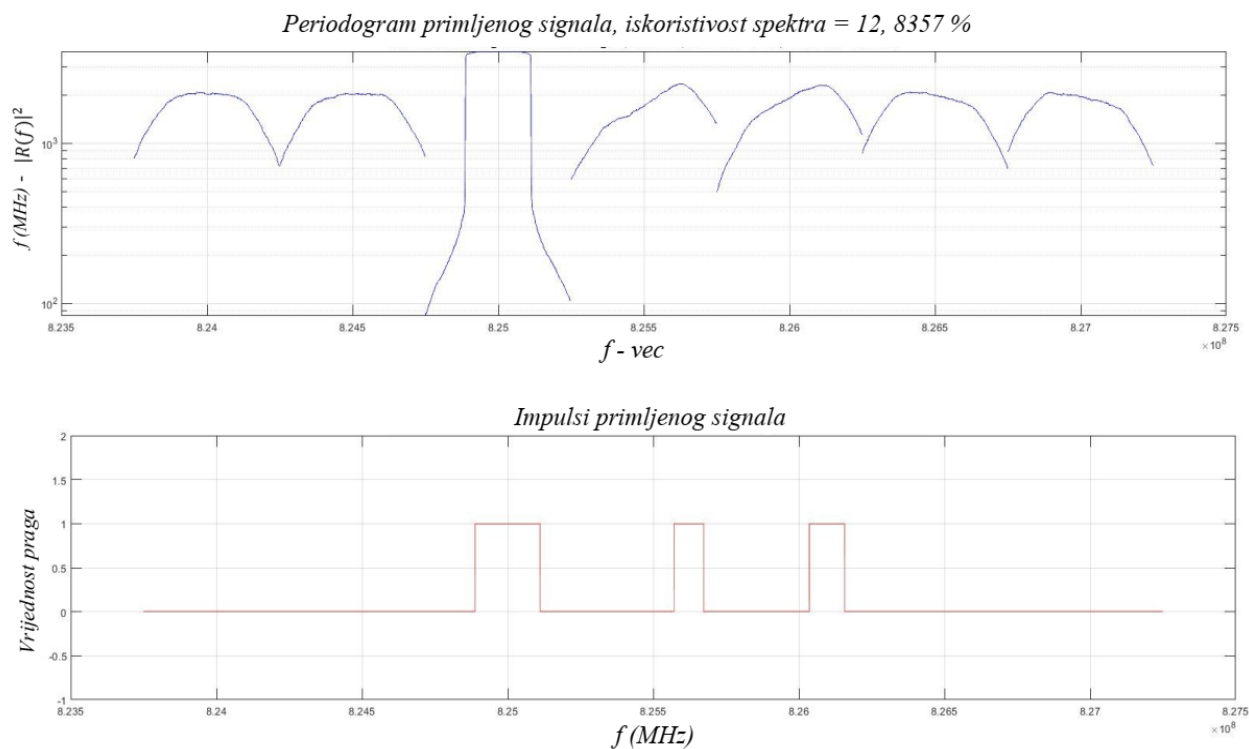 Periodogram primljenog signala, iskoristivost spektra = 12, 8357 %
f (MHz) - |R(f)|²
10³
10²
8.235 8.24 8.245 8.25 8.255 8.26 8.265 8.27 8.275
×10⁸
f - vec
Impulsi primljenog signala
Vrijednost praga
2
1.5
1
0.5
0
-0.5
-1
8.235 8.24 8.245 8.25 8.255 8.26 8.265 8.27 8.275
×10⁸
f (MHz)